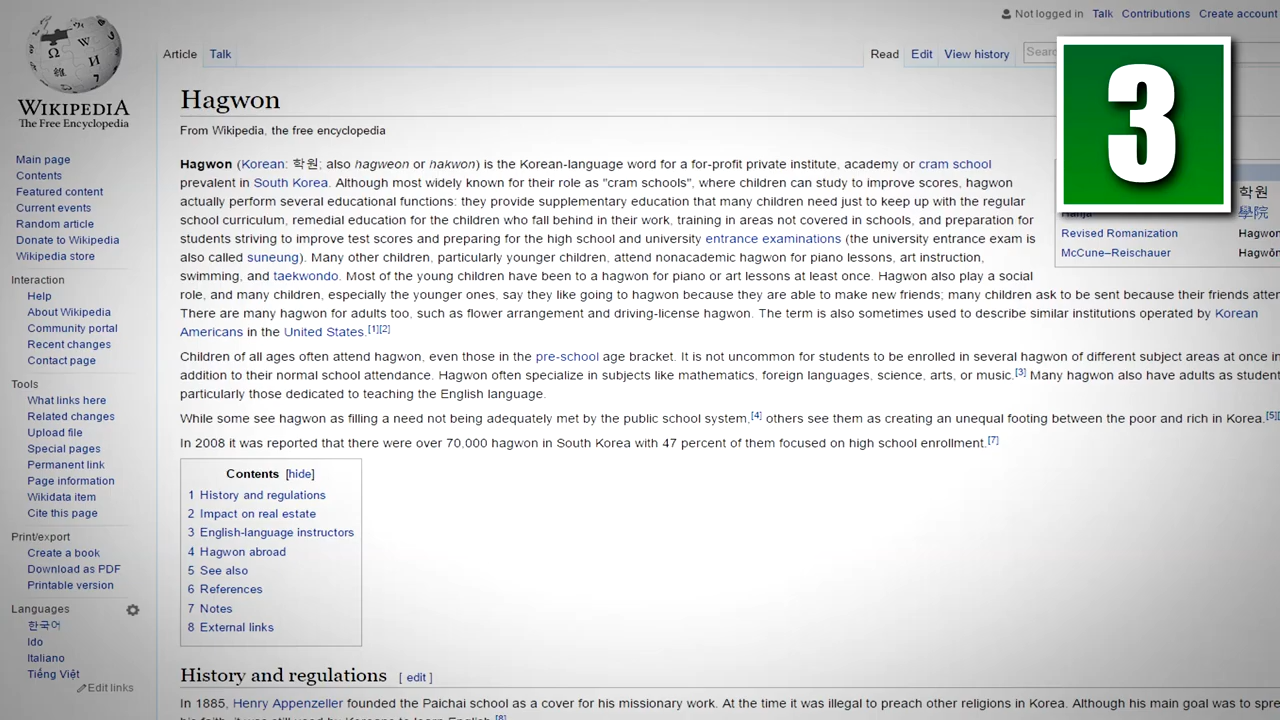 Not logged in Talk Contributions Create account
Article Talk Read Edit View history
3
WIKIPEDIA
The Free Encyclopedia
Main page
Contents
Featured content
Current events
Random article
Donate to Wikipedia
Wikipedia store
Interaction
Help
About Wikipedia
Community portal
Recent changes
Contact page
Tools
What links here
Related changes
Upload file
Special pages
Permanent link
Page information
Wikidata item
Cite this page
Print/export
Create a book
Download as PDF
Printable version
Languages
한국어
Ido
Italiano
Tiếng Việt
Edit links
Hagwon
From Wikipedia, the free encyclopedia
Hagwon (Korean: 학원; also hagweon or hakwon) is the Korean-language word for a for-profit private institute, academy or cram school
prevalent in South Korea. Although most widely known for their role as "cram schools", where children can study to improve scores, hagwon
actually perform several educational functions: they provide supplementary education that many children need just to keep up with the regular
school curriculum, remedial education for the children who fall behind in their work, training in areas not covered in schools, and preparation for
students striving to improve test scores and preparing for the high school and university entrance examinations (the university entrance exam is
also called suneung). Many other children, particularly younger children, attend nonacademic hagwon for piano lessons, art instruction,
swimming, and taekwondo. Most of the young children have been to a hagwon for piano or art lessons at least once. Hagwon also play a social
role, and many children, especially the younger ones, say they like going to hagwon because they are able to make new friends; many children ask to be sent because their friends atten
There are many hagwon for adults too, such as flower arrangement and driving-license hagwon. The term is also sometimes used to describe similar institutions operated by Korean
Americans in the United States.[1][2]
Children of all ages often attend hagwon, even those in the pre-school age bracket. It is not uncommon for students to be enrolled in several hagwon of different subject areas at once in
addition to their normal school attendance. Hagwon often specialize in subjects like mathematics, foreign languages, science, arts, or music.[3] Many hagwon also have adults as student
particularly those dedicated to teaching the English language.
While some see hagwon as filling a need not being adequately met by the public school system,[4] others see them as creating an unequal footing between the poor and rich in Korea.[5]
In 2008 it was reported that there were over 70,000 hagwon in South Korea with 47 percent of them focused on high school enrollment.[7]
학원
Hanja 學院
Revised Romanization Hagwon
McCune–Reischauer Hagwŏn
Contents [hide]
1 History and regulations
2 Impact on real estate
3 English-language instructors
4 Hagwon abroad
5 See also
6 References
7 Notes
8 External links
History and regulations [ edit ]
In 1885, Henry Appenzeller founded the Paichai school as a cover for his missionary work. At the time it was illegal to preach other religions in Korea. Although his main goal was to spre
his faith, it was still used by Koreans to learn English.[8]